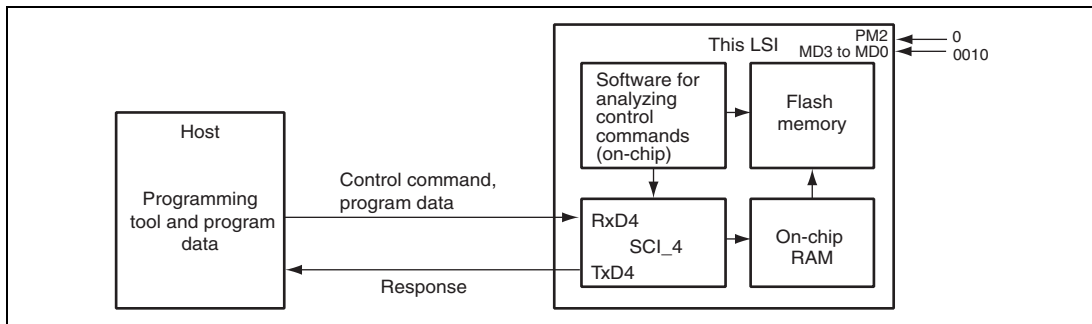 This LSI
PM2
0
MD3 to MD0
0010
Software for
analyzing
control
commands
(on-chip)
Flash
memory
Host
Programming
tool and program
data
Control command,
program data
RxD4
SCI_4
TxD4
On-chip
RAM
Response